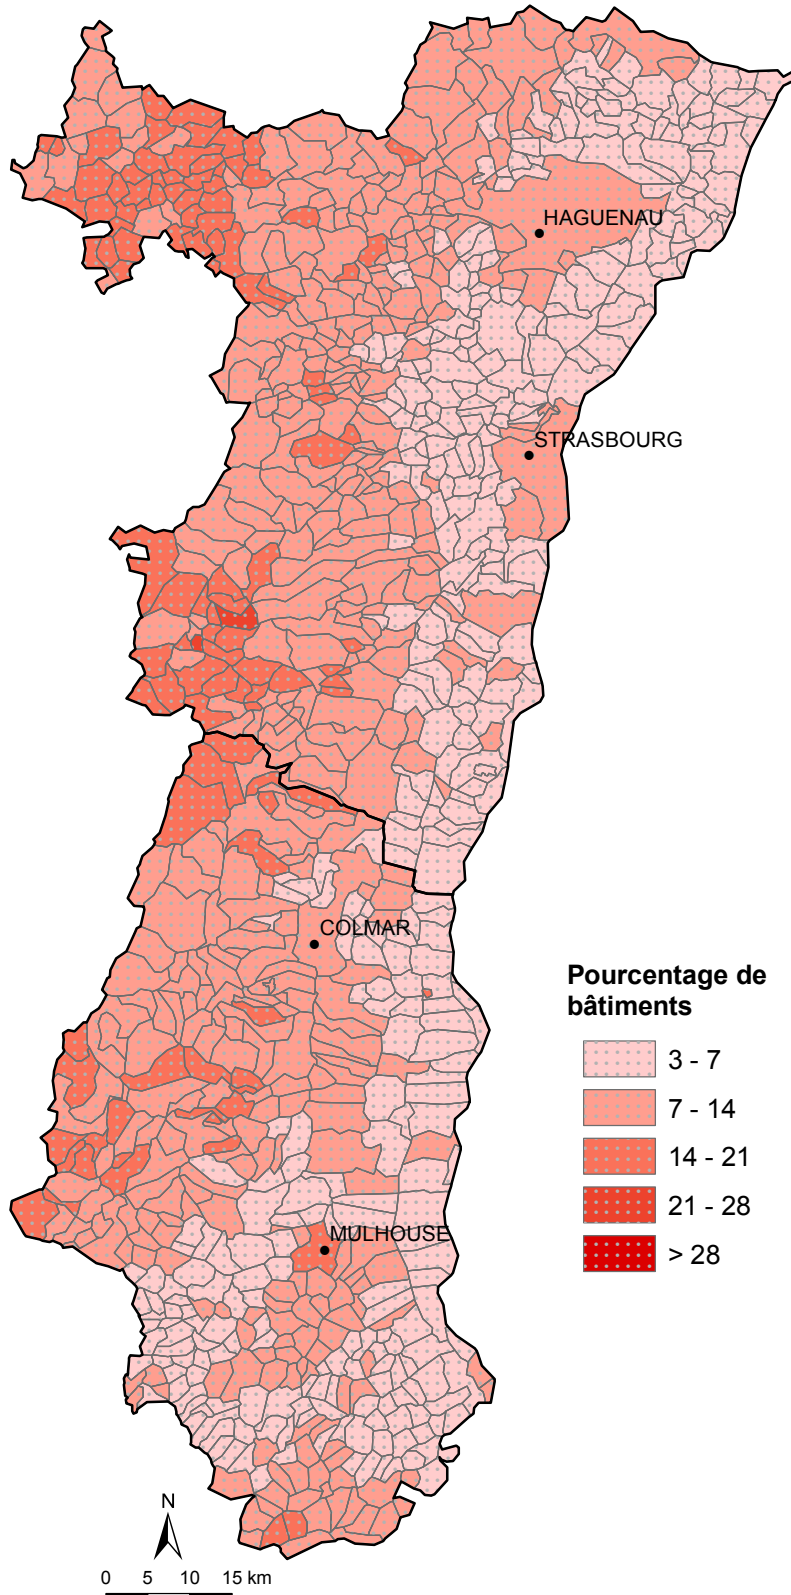 HAGUENAU
STRASBOURG
COLMAR
Pourcentage de
bâtiments
3 - 7
7 - 14
14 - 21
21 - 28
> 28
MULHOUSE
N
0 5 10 15 km